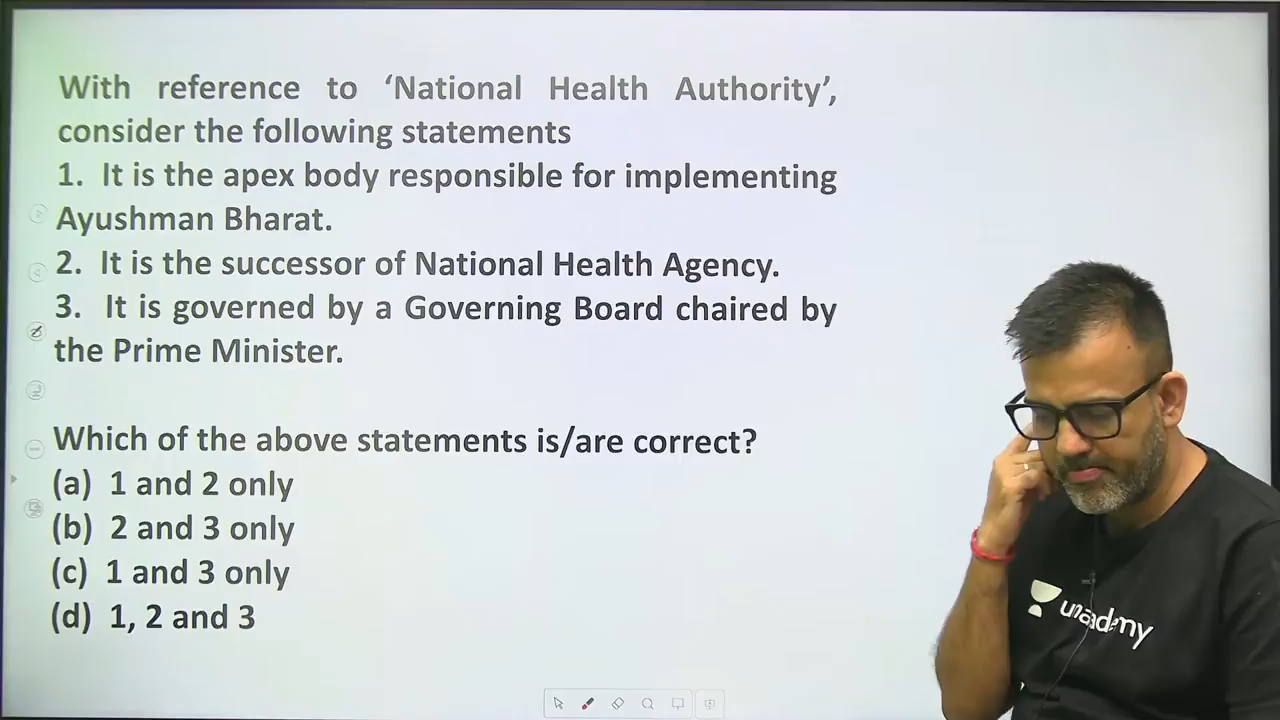 With reference to ‘National Health Authority’,
consider the following statements
1. It is the apex body responsible for implementing
Ayushman Bharat.
2. It is the successor of National Health Agency.
3. It is governed by a Governing Board chaired by
the Prime Minister.
Which of the above statements is/are correct?
(a) 1 and 2 only
(b) 2 and 3 only
(c) 1 and 3 only
(d) 1, 2 and 3
unacademy